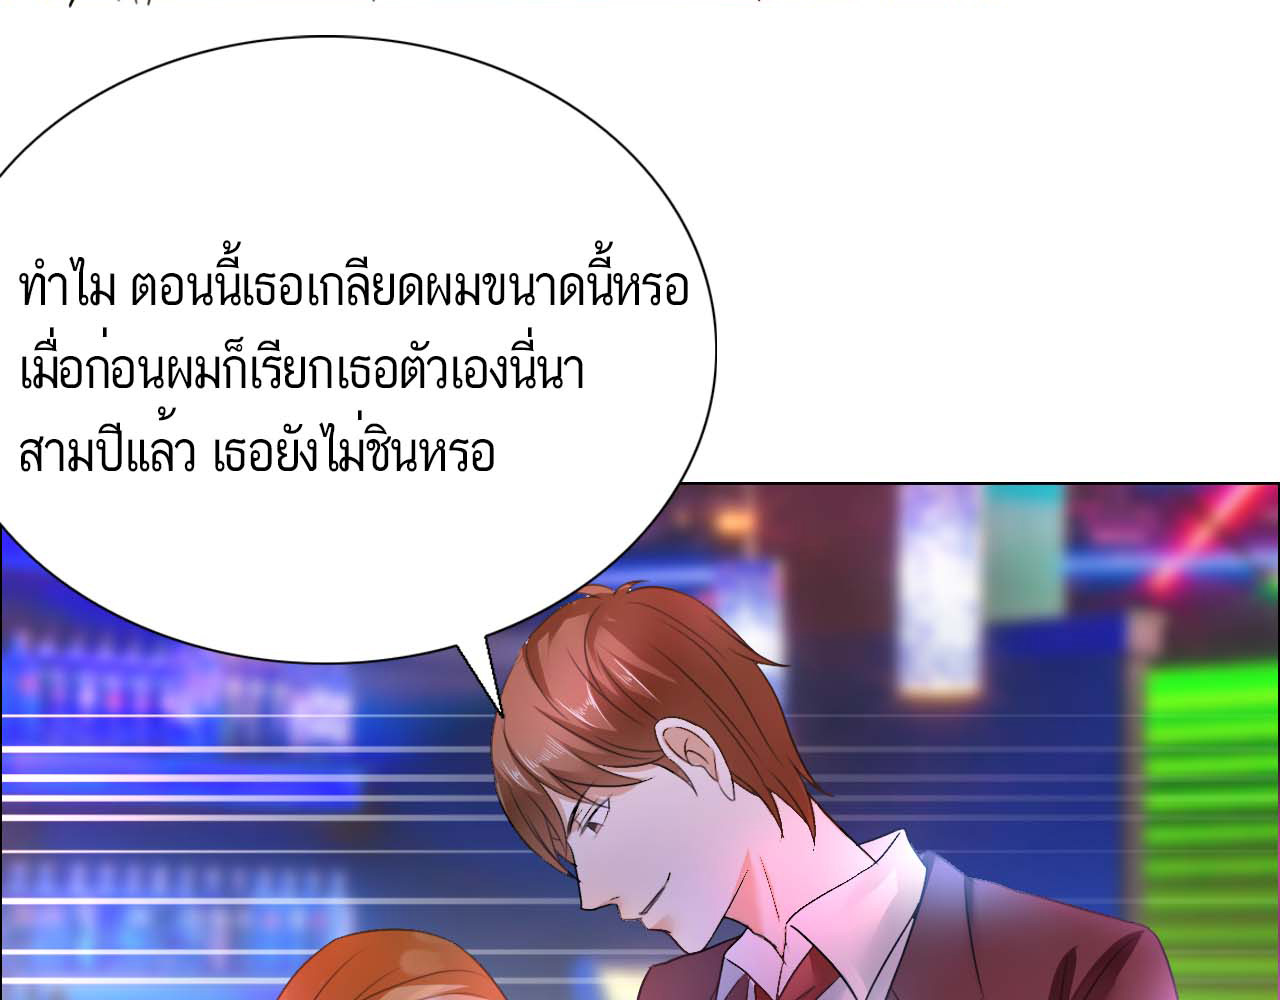 ทำไม ตอนนี้เธอเกลียดผมขนาดนี้หรอ
เมื่อก่อนผมก็เรียกเธอตัวเองนี่นา
สามปีแล้ว เธอยังไม่ชินหรอ